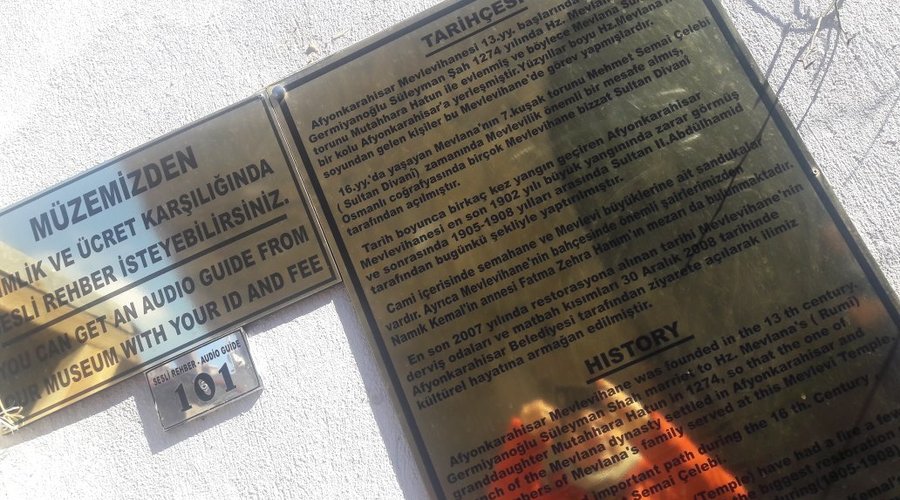 MÜZEMİZDEN
VE ÜCRET KARŞILIĞINDA
REHBER İSTEYEBİLİRSİNİZ.
YOU CAN GET AN AUDIO GUIDE FROM
MUSEUM WITH YOUR ID AND FEE
SESLİ REHBER - AUDIO GUIDE
101
TARİHÇESİ
Afyonkarahisar Mevlevihanesi 13.yy. başlarında
Germiyanoğlu Süleyman Şah 1274 yılında Hz. Mevlana
torunu Mutahhara Hatun ile evlenmiş ve böylece Mevlana
bir kolu Afyonkarahisar'a yerleşmiştir. Yüzyıllar boyu Hz.Mevlana'nın
soyundan gelen kişiler bu Mevlevihane'de görev yapmışlardır.
16.yy'da yaşayan Mevlana'nın 7.kuşak torunu Mehmet Semai Çelebi
( Sultan Divani) zamanında Mevlevilik önemli bir mesafe almış,
Osmanlı coğrafyasında birçok Mevlevihane bizzat Sultan Divani
tarafından açılmıştır.
Tarih boyunca birkaç kez yangın geçiren Afyonkarahisar
Mevlevihanesi en son 1902 yılı büyük yangınında zarar görmüş
ve sonrasında 1905-1908 yılları arasında Sultan II.Abdülhamid
tarafından bugünkü şekliyle yaptırılmıştır.
Cami içerisinde semahane ve Mevlevi büyüklerine ait sandukalar
vardır. Ayrıca Mevlevihane'nin bahçesinde önemli şairlerimizden
Namık Kemal'in annesi Fatma Zehra Hanım'ın mezarı da bulunmaktadır.
En son 2007 yılında restorasyona alınan tarihi Mevlevihane'nin
derviş odaları ve matbah kısımları 30 Aralık 2008 tarihinde
Afyonkarahisar Belediyesi tarafından ziyarete açılarak ilimiz
kültürel hayatına armağan edilmiştir.
HISTORY
Afyonkarahisar Mevlevihane was founded in the 13 th century.
Germiyanoğlu Süleyman Shah married to Hz. Mevlana's ( Rumi)
granddaughter Mutahhara Hatun in 1274, so that the one of
of the Mevlana dynasty settled in Afyonkarahisar and
of Mevlana's family served at this Mevlevi Temple
important path during the 16 th. Century
Semai Çelebi.
have had a fire a few
biggest restoration
(1905-1908)